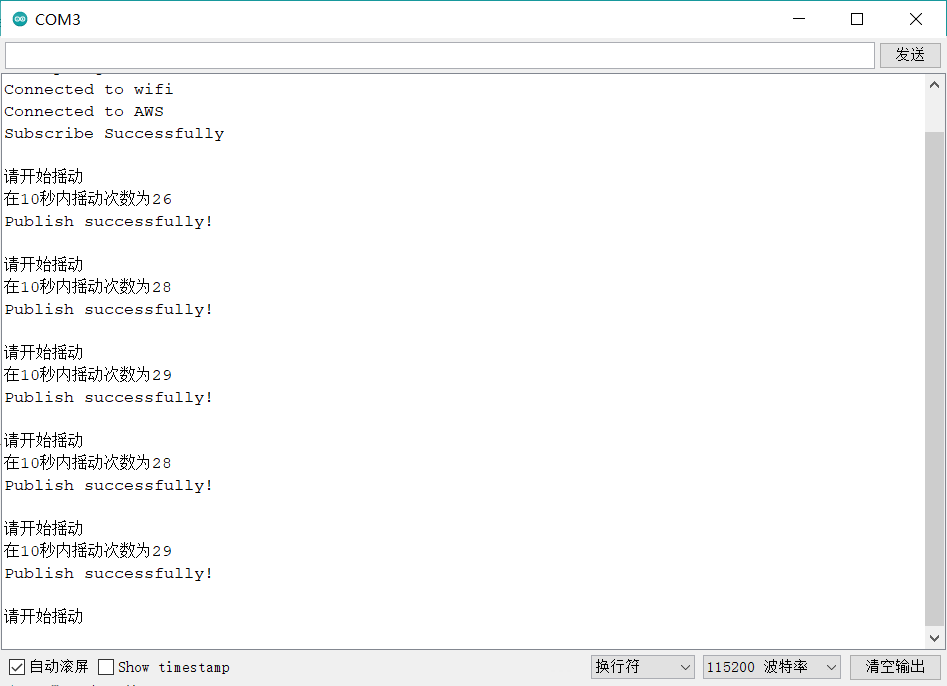 COM3
发送
Connected to wifi
Connected to AWS
Subscribe Successfully
请开始摇动
在10秒内摇动次数为26
Publish successfully!
请开始摇动
在10秒内摇动次数为28
Publish successfully!
请开始摇动
在10秒内摇动次数为29
Publish successfully!
请开始摇动
在10秒内摇动次数为28
Publish successfully!
请开始摇动
在10秒内摇动次数为29
Publish successfully!
请开始摇动
自动滚屏 Show timestamp 换行符 115200 波特率 清空输出